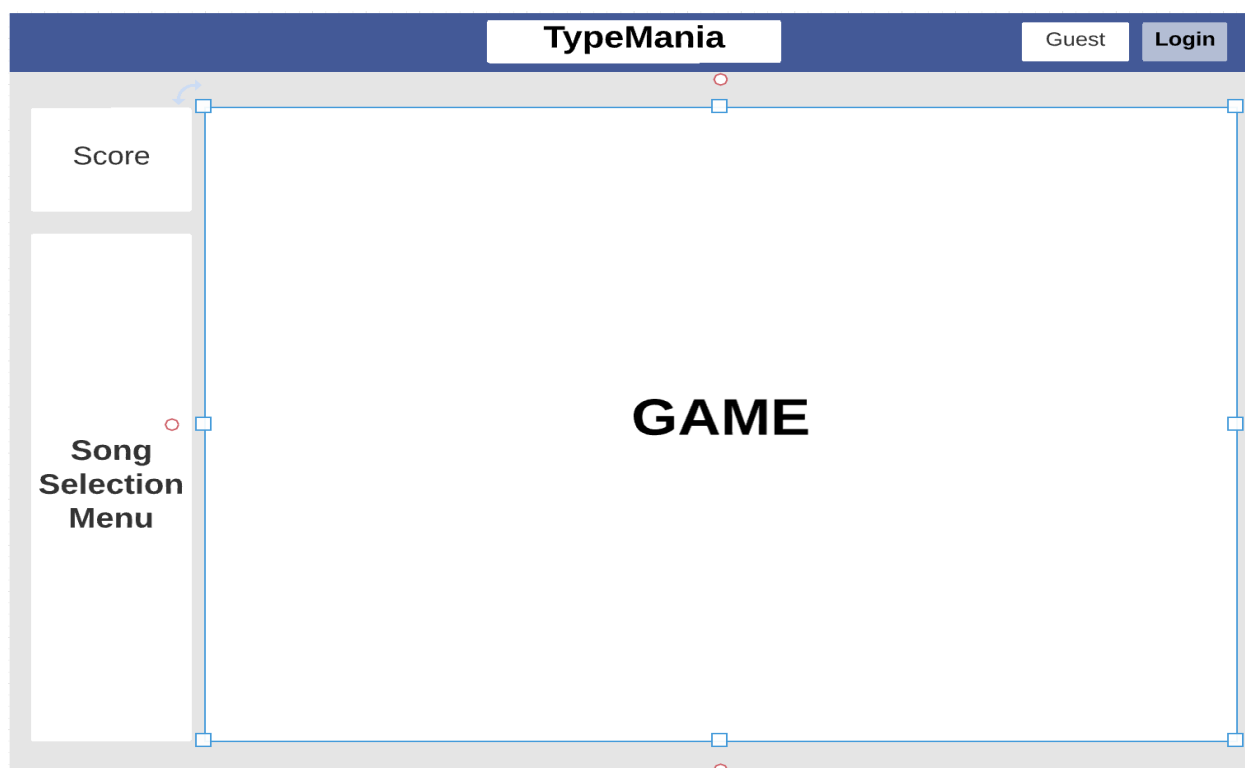 TypeMania
Guest
Login
Score
GAME
Song
Selection
Menu